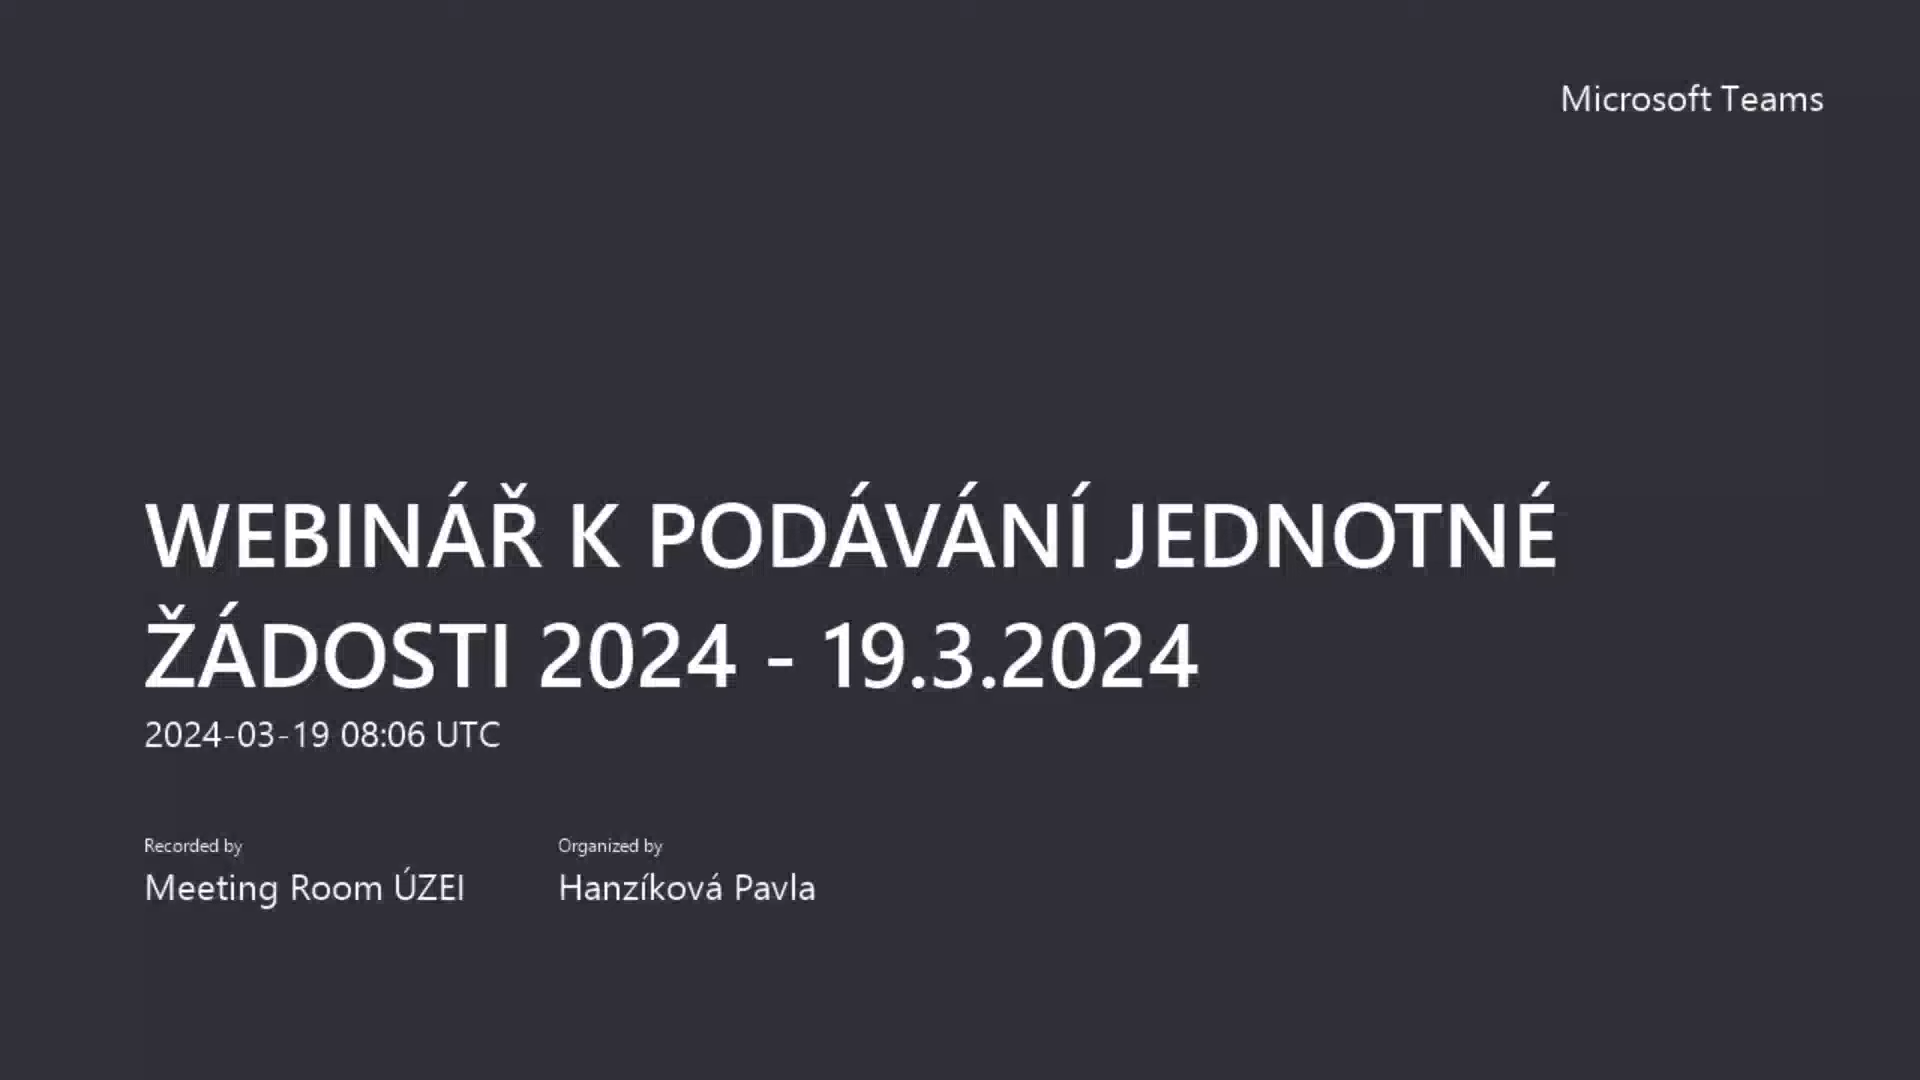 Microsoft Teams
WEBINÁŘ K PODÁVÁNÍ JEDNOTNÉ
ŽÁDOSTI 2024 - 19.3.2024
2024-03-19 08:06 UTC
Recorded by
Meeting Room ÚZEI
Organized by
Hanzíková Pavla